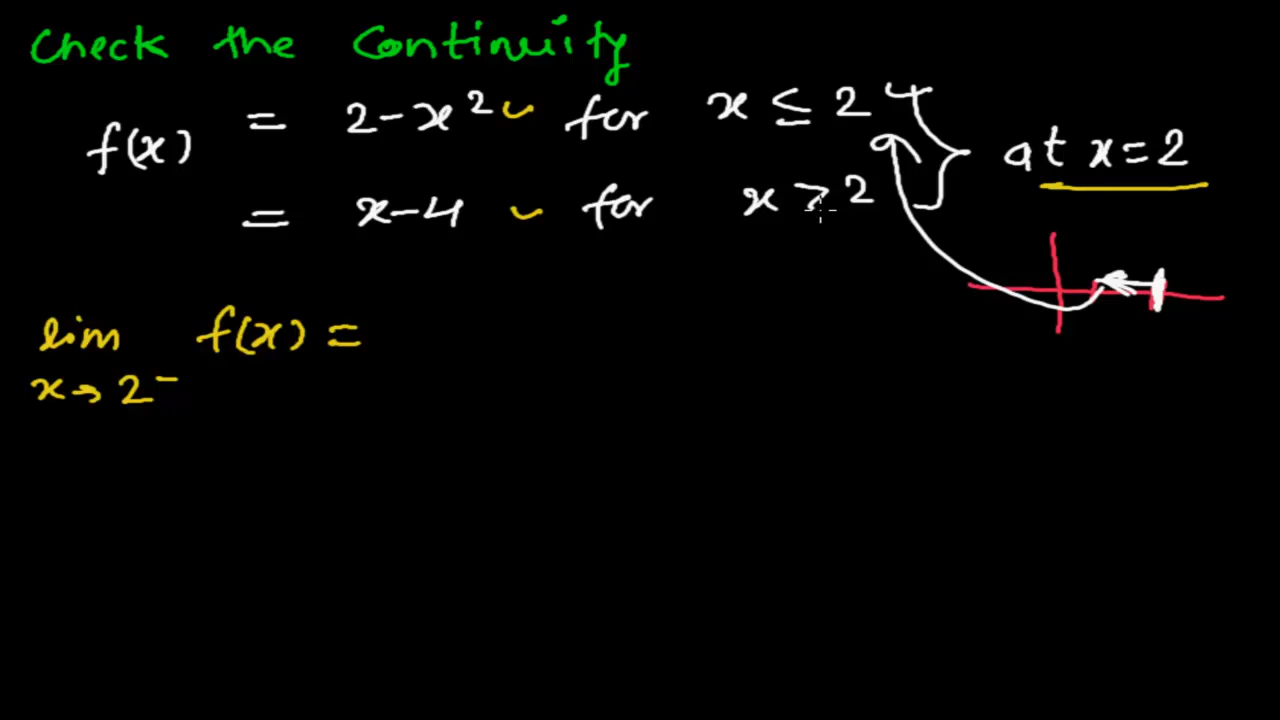 Check the Continuity
f(x) = 2-x² for x ≤ 2
= x-4 for x > 2
at x=2
lim f(x) =
x→2⁻